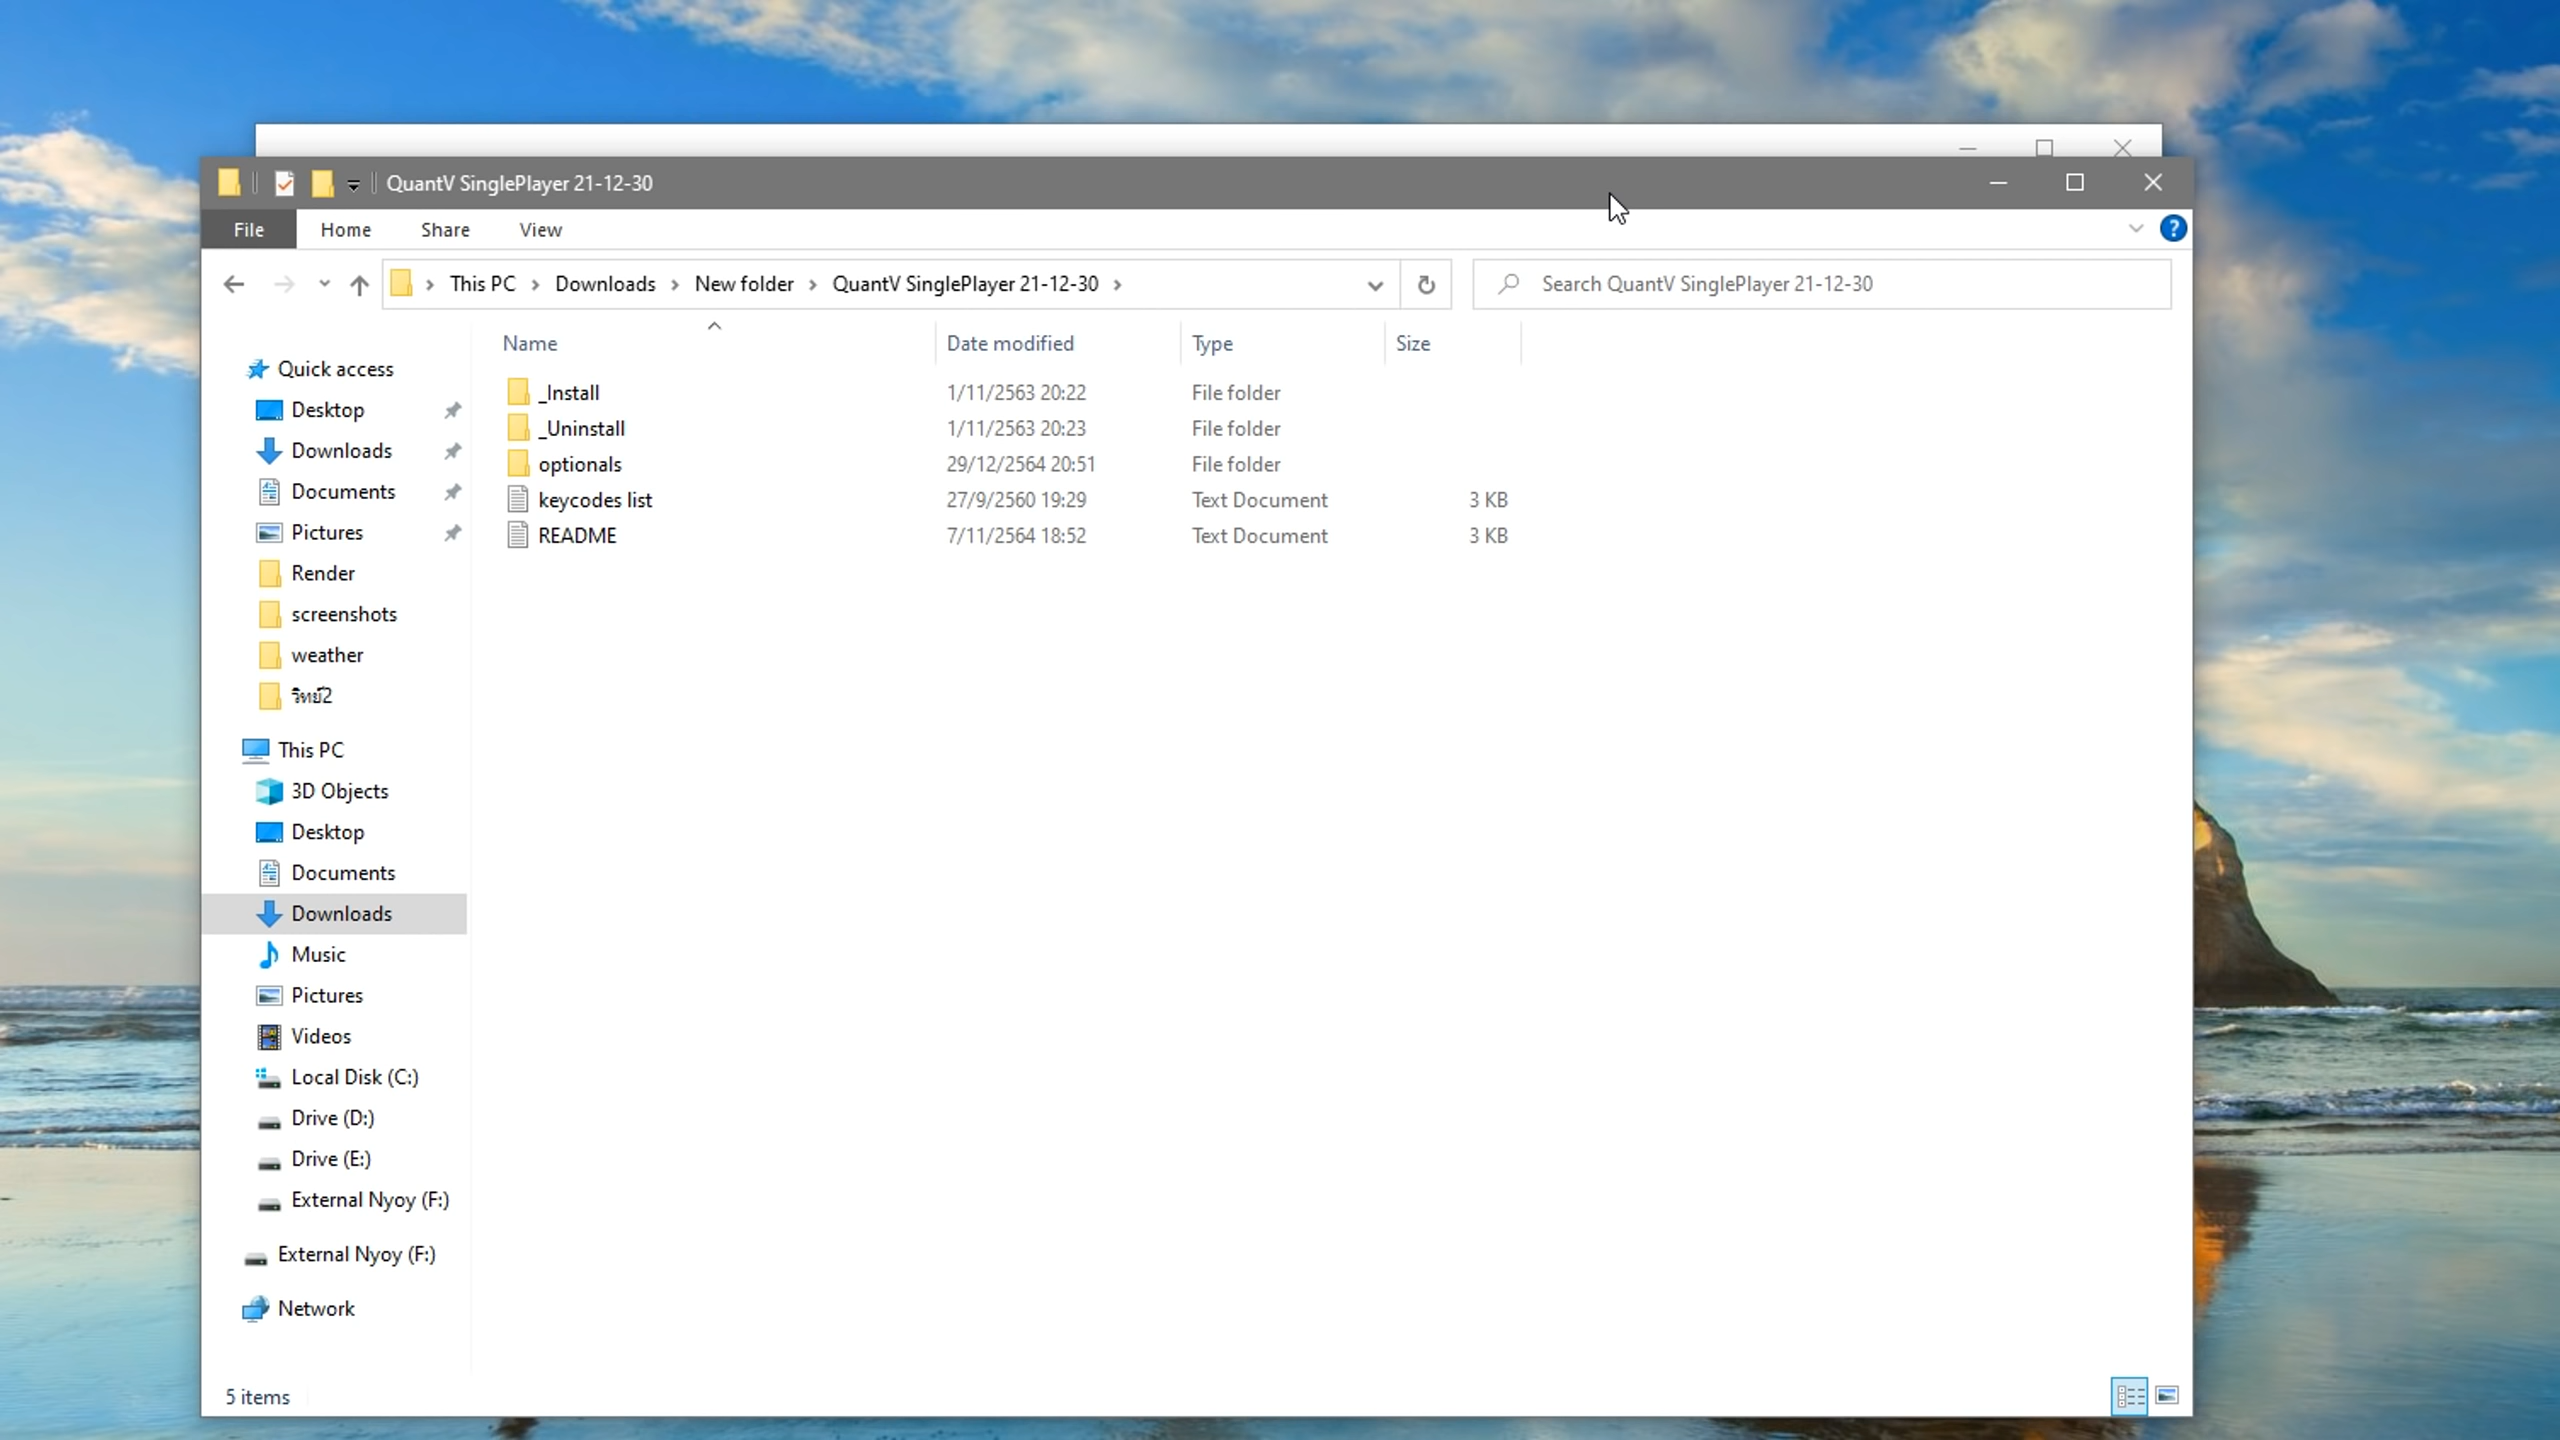 QuantV SinglePlayer 21-12-30
File Home Share View
This PC Downloads New folder QuantV SinglePlayer 21-12-30
Search QuantV SinglePlayer 21-12-30
Name Date modified Type Size
_Install 1/11/2563 20:22 File folder
_Uninstall 1/11/2563 20:23 File folder
optionals 29/12/2564 20:51 File folder
keycodes list 27/9/2560 19:29 Text Document 3 KB
README 7/11/2564 18:52 Text Document 3 KB
Quick access
Desktop
Downloads
Documents
Pictures
Render
screenshots
weather
This PC
3D Objects
Desktop
Documents
Downloads
Music
Pictures
Videos
Local Disk (C:)
Drive (D:)
Drive (E:)
External Nyoy (F:)
External Nyoy (F:)
Network
5 items